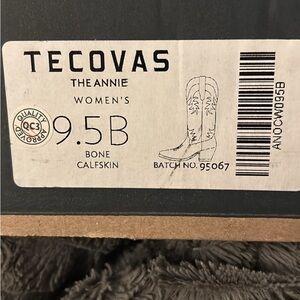 TECOVAS
THE ANNIE
WOMEN'S
QUALITY
QC3
APPROVED
9.5B
BONE
CALFSKIN
BATCH NO. 95067
ANOCW095B